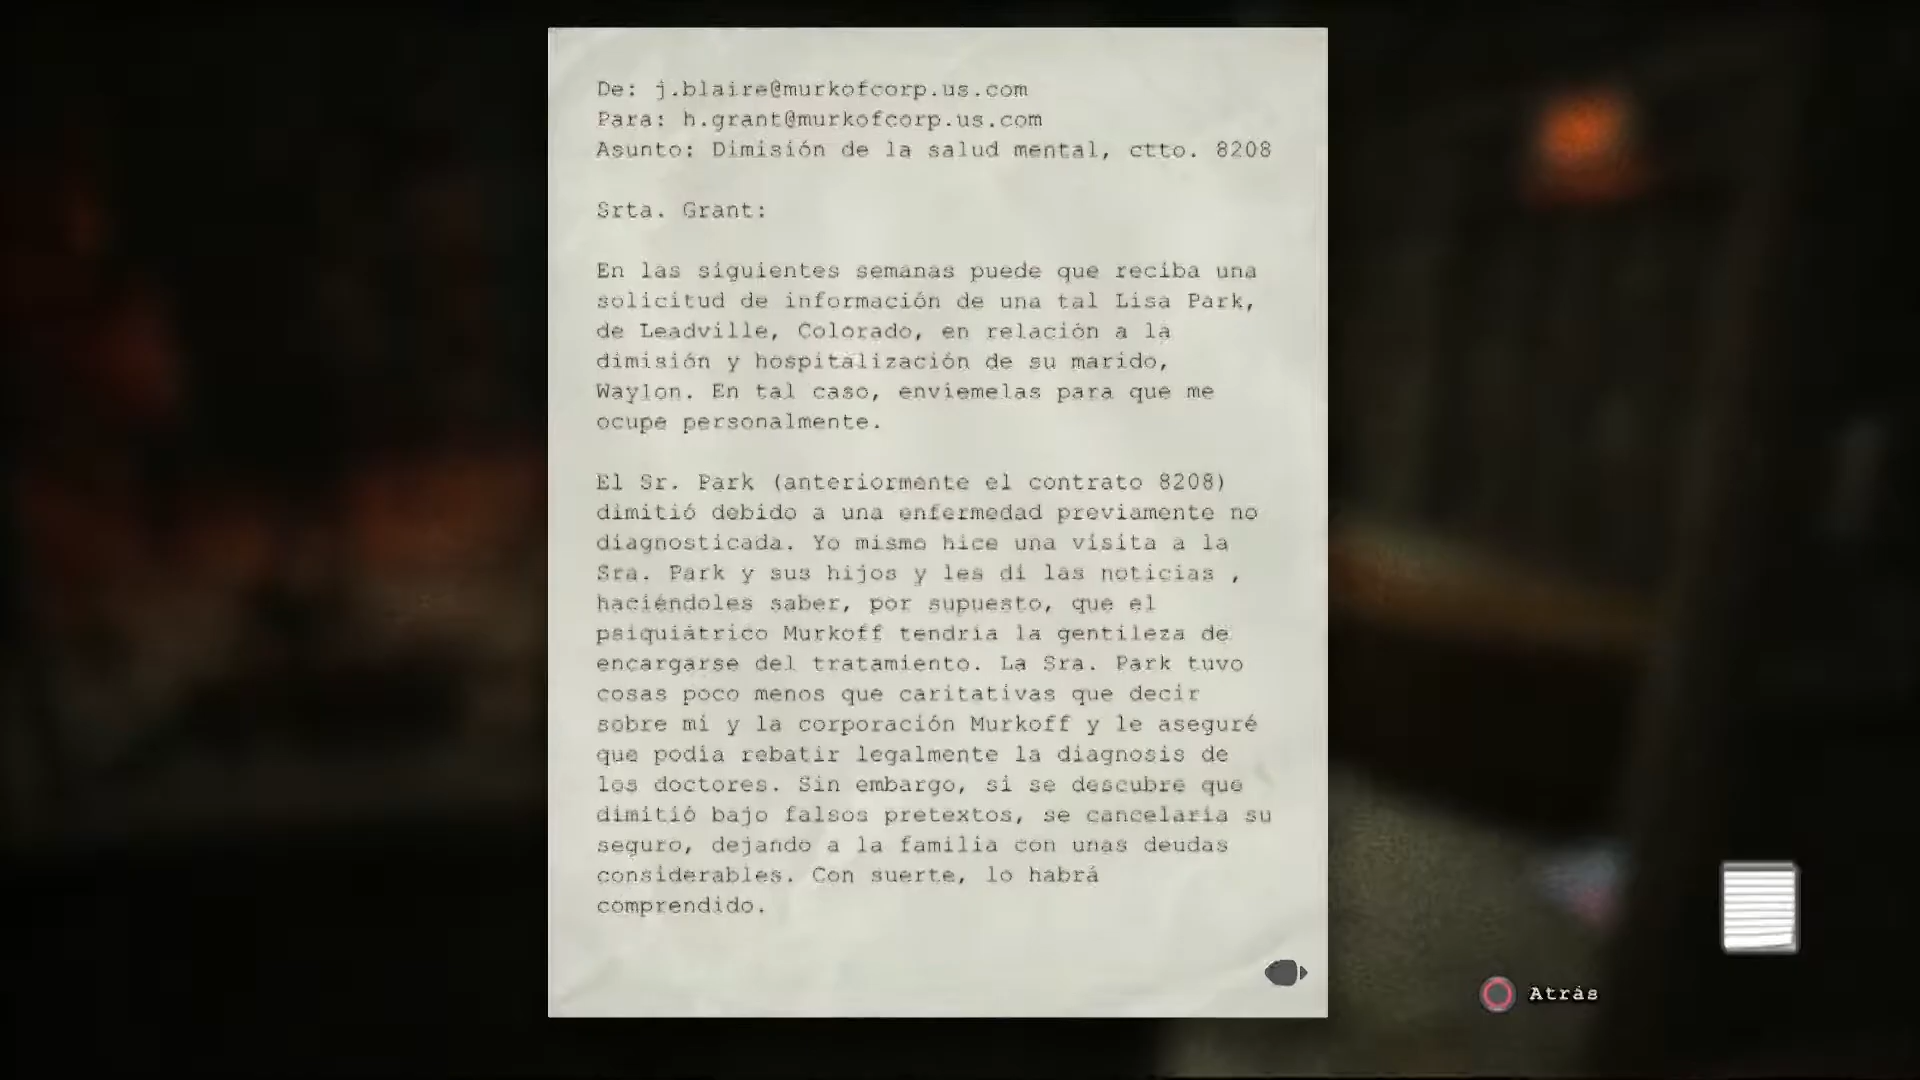 De: j.blaire@murkofcorp.us.com
Para: h.grant@murkofcorp.us.com
Asunto: Dimisión de la salud mental, ctto. 8208
Srta. Grant:
En las siguientes semanas puede que reciba una
solicitud de información de una tal Lisa Park,
de Leadville, Colorado, en relación a la
dimisión y hospitalización de su marido,
Waylon. En tal caso, enviemelas para que me
ocupe personalmente.
El Sr. Park (anteriormente el contrato 8208)
dimitió debido a una enfermedad previamente no
diagnosticada. Yo mismo hice una visita a la
Sra. Park y sus hijos y les di las noticias ,
haciéndoles saber, por supuesto, que el
psiquiátrico Murkoff tendría la gentileza de
encargarse del tratamiento. La Sra. Park tuvo
cosas poco menos que caritativas que decir
sobre mí y la corporación Murkoff y le aseguré
que podía rebatir legalmente la diagnosis de
los doctores. Sin embargo, si se descubre que
dimitió bajo falsos pretextos, se cancelaría su
seguro, dejando a la familia con unas deudas
considerables. Con suerte, lo habrá
comprendido.
Atrás